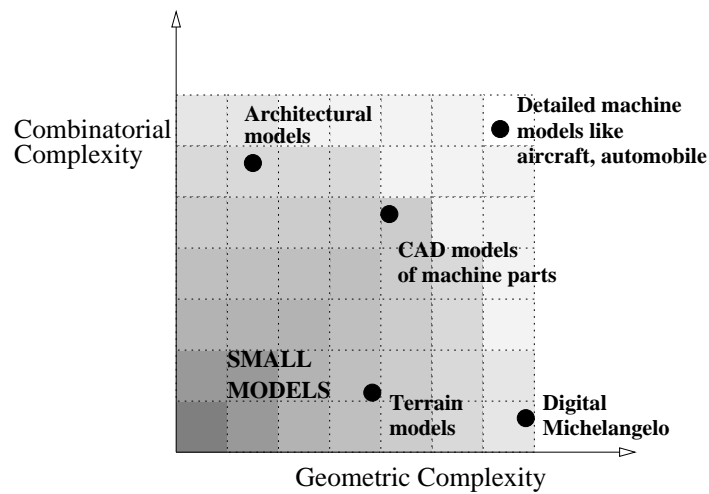 Combinatorial
Complexity
Architectural
models
Detailed machine
models like
aircraft, automobile
CAD models
of machine parts
SMALL
MODELS
Terrain
models
Digital
Michelangelo
Geometric Complexity